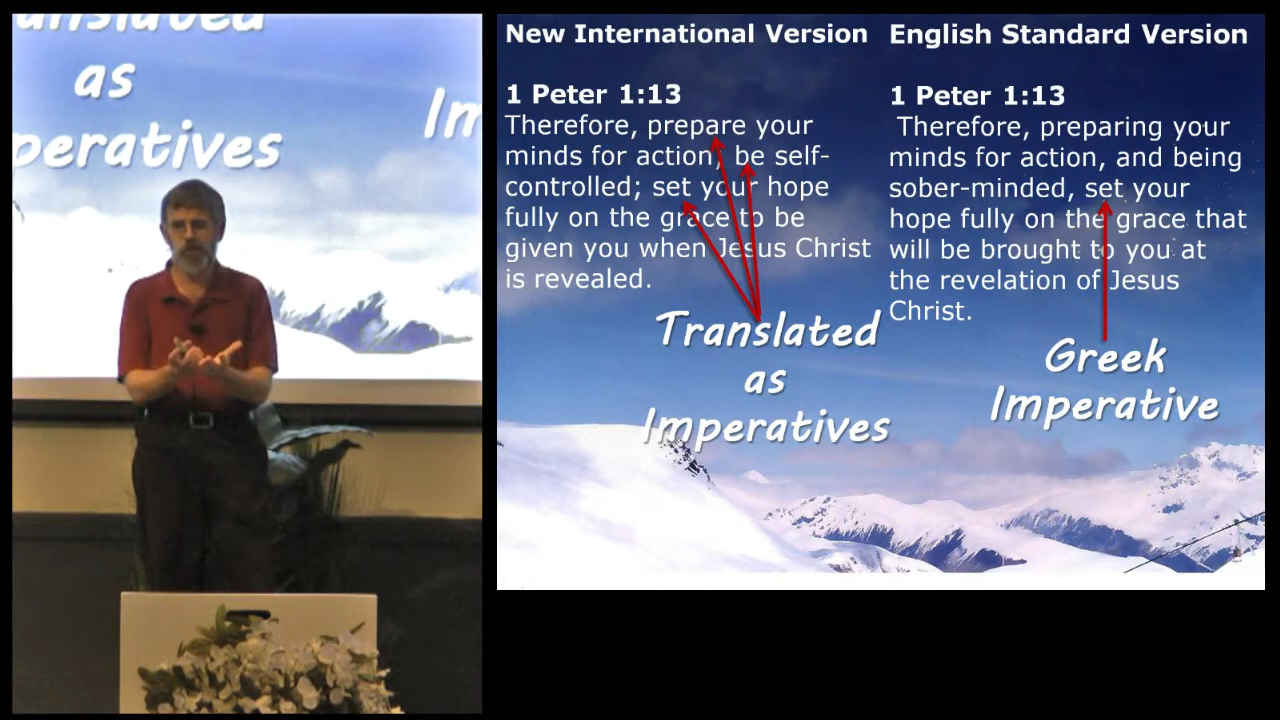 anslated
as
peratives
Im
New International Version
1 Peter 1:13
Therefore, prepare your
minds for action; be self-
controlled; set your hope
fully on the grace to be
given you when Jesus Christ
is revealed.
Translated
as
Imperatives
English Standard Version
1 Peter 1:13
Therefore, preparing your
minds for action, and being
sober-minded, set your
hope fully on the grace that
will be brought to you at
the revelation of Jesus
Christ.
Greek
Imperative